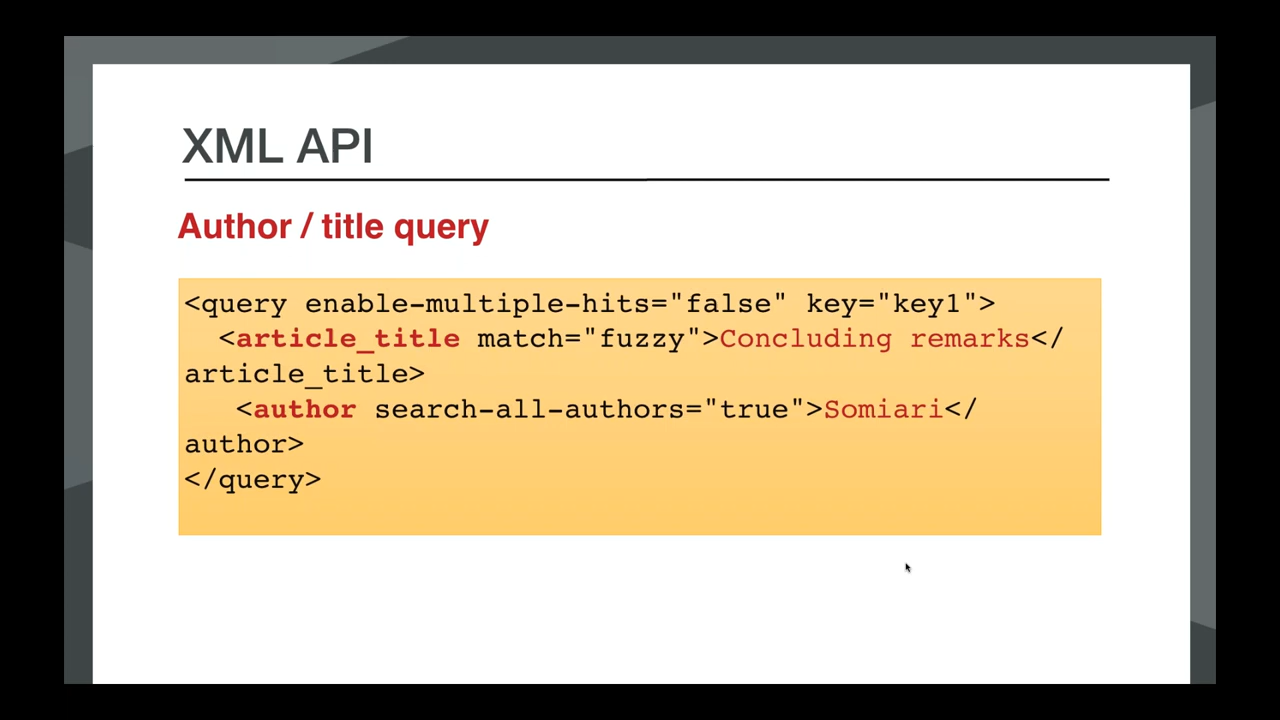 XML API
Author / title query
<query enable-multiple-hits="false" key="key1">
<article_title match="fuzzy">Concluding remarks</
article_title>
<author search-all-authors="true">Somiari</
author>
</query>